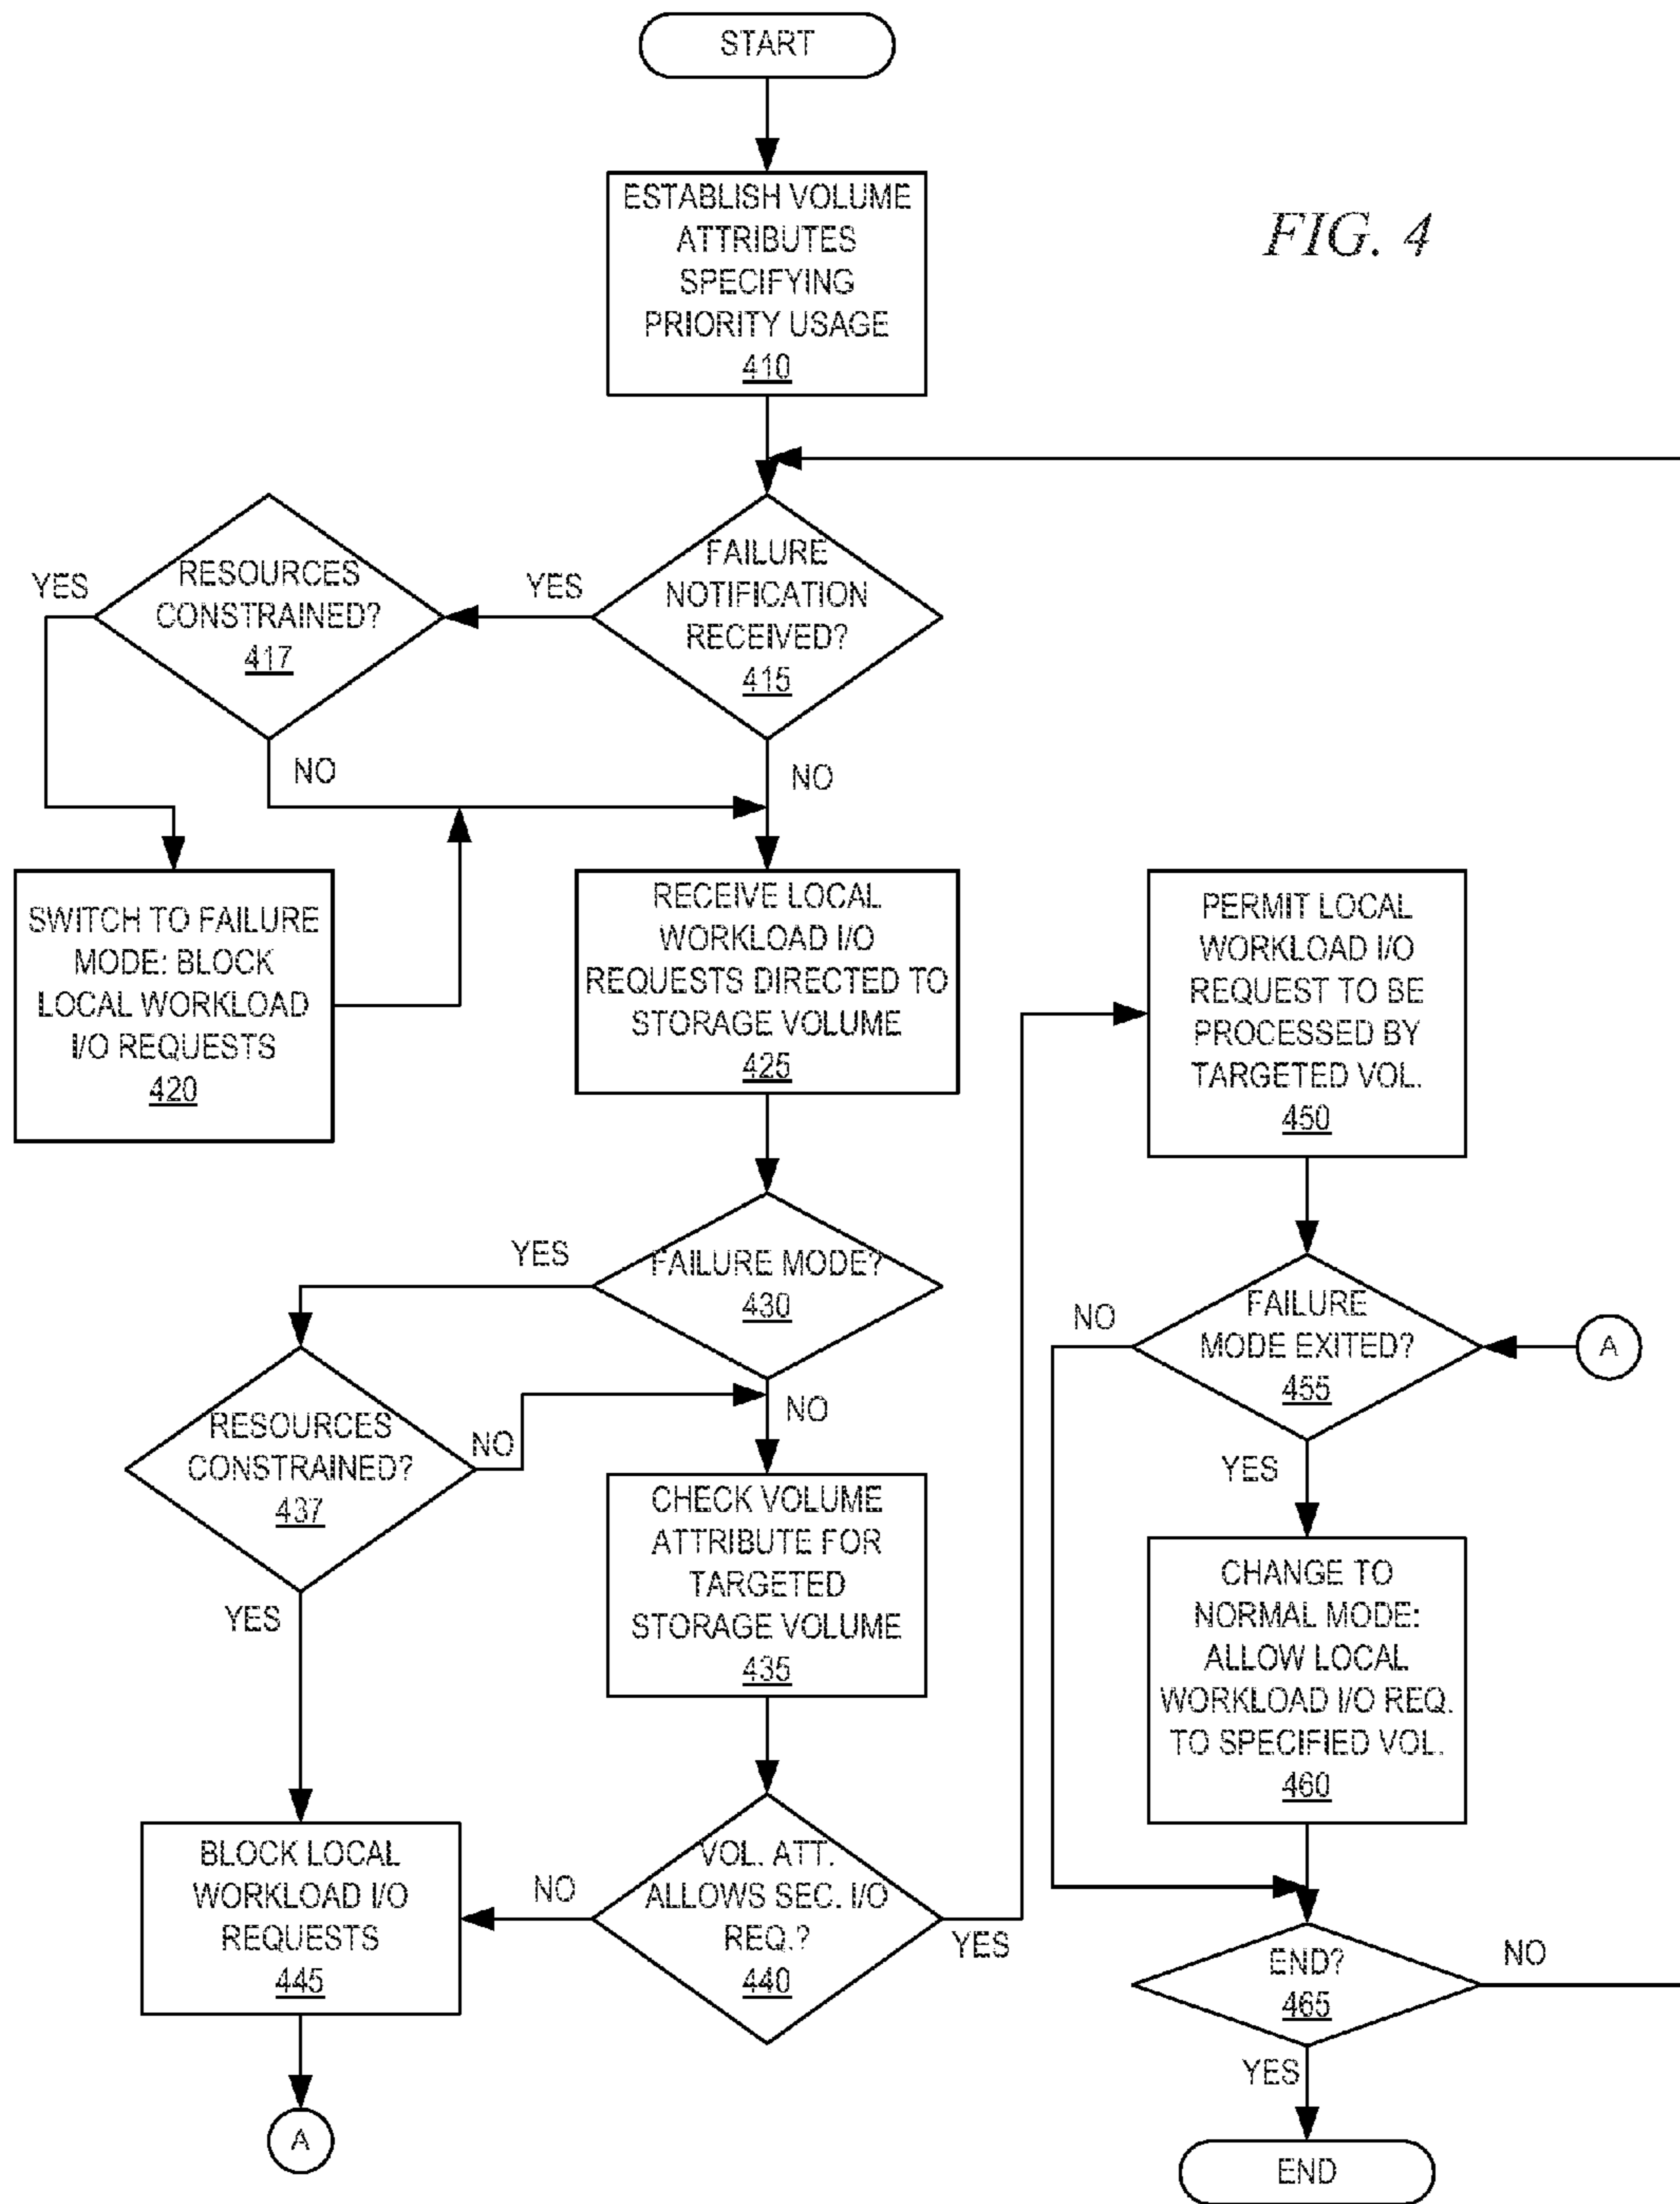 START
ESTABLISH VOLUME
ATTRIBUTES
SPECIFYING
PRIORITY USAGE
410
FIG. 4
FAILURE
NOTIFICATION
RECEIVED?
415
YES
RESOURCES
CONSTRAINED?
417
YES
NO
NO
SWITCH TO FAILURE
MODE: BLOCK
LOCAL WORKLOAD
I/O REQUESTS
420
RECEIVE LOCAL
WORKLOAD I/O
REQUESTS DIRECTED TO
STORAGE VOLUME
425
FAILURE MODE?
430
YES
NO
RESOURCES
CONSTRAINED?
437
NO
YES
CHECK VOLUME
ATTRIBUTE FOR
TARGETED
STORAGE VOLUME
435
VOL. ATT.
ALLOWS SEC. I/O
REQ.?
440
NO
YES
BLOCK LOCAL
WORKLOAD I/O
REQUESTS
445
A
PERMIT LOCAL
WORKLOAD I/O
REQUEST TO BE
PROCESSED BY
TARGETED VOL.
450
FAILURE
MODE EXITED?
455
A
NO
YES
CHANGE TO
NORMAL MODE:
ALLOW LOCAL
WORKLOAD I/O REQ.
TO SPECIFIED VOL.
460
END?
465
NO
YES
END